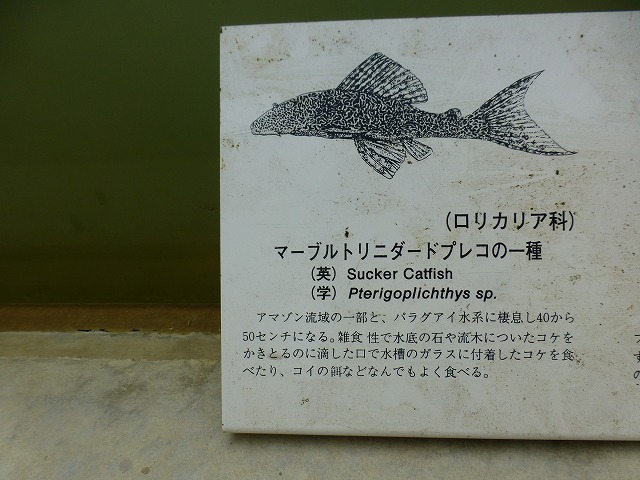 （ロリカリア科）
マーブルトリニダードプレコの一種
（英）Sucker Catfish
（学）Pterigoplichthys sp.
アマゾン流域の一部と、パラグアイ水系に棲息し40から
50センチになる。雑食 性で水底の石や流木についたコケを
かきとるのに滴した口で水槽のガラスに付着したコケを食
べたり、コイの餌などなんでもよく食べる。